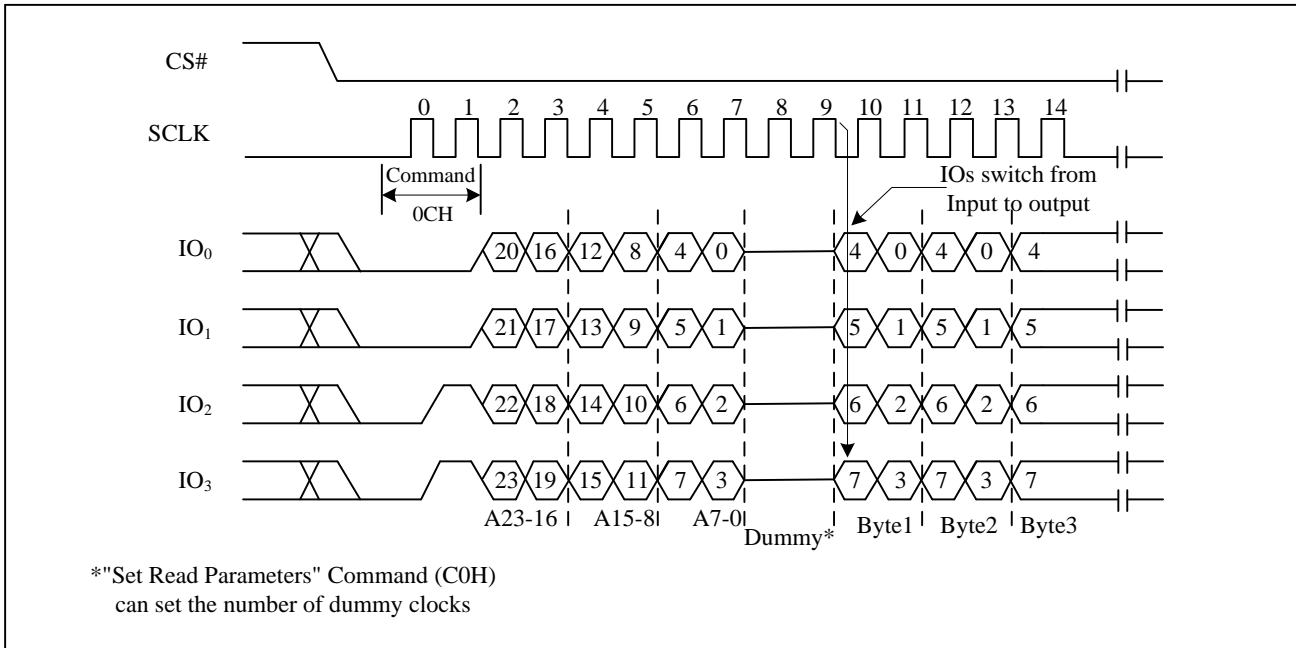 CS#
0 1 2 3 4 5 6 7 8 9 10 11 12 13 14
SCLK
Command
0CH
IOs switch from
Input to output
IO0 20 16 12 8 4 0 4 0 4 0 4
IO1 21 17 13 9 5 1 5 1 5 1 5
IO2 22 18 14 10 6 2 6 2 6 2 6
IO3 23 19 15 11 7 3 7 3 7 3 7
A23-16 A15-8 A7-0
Dummy* Byte1 Byte2 Byte3
*"Set Read Parameters" Command (C0H)
can set the number of dummy clocks